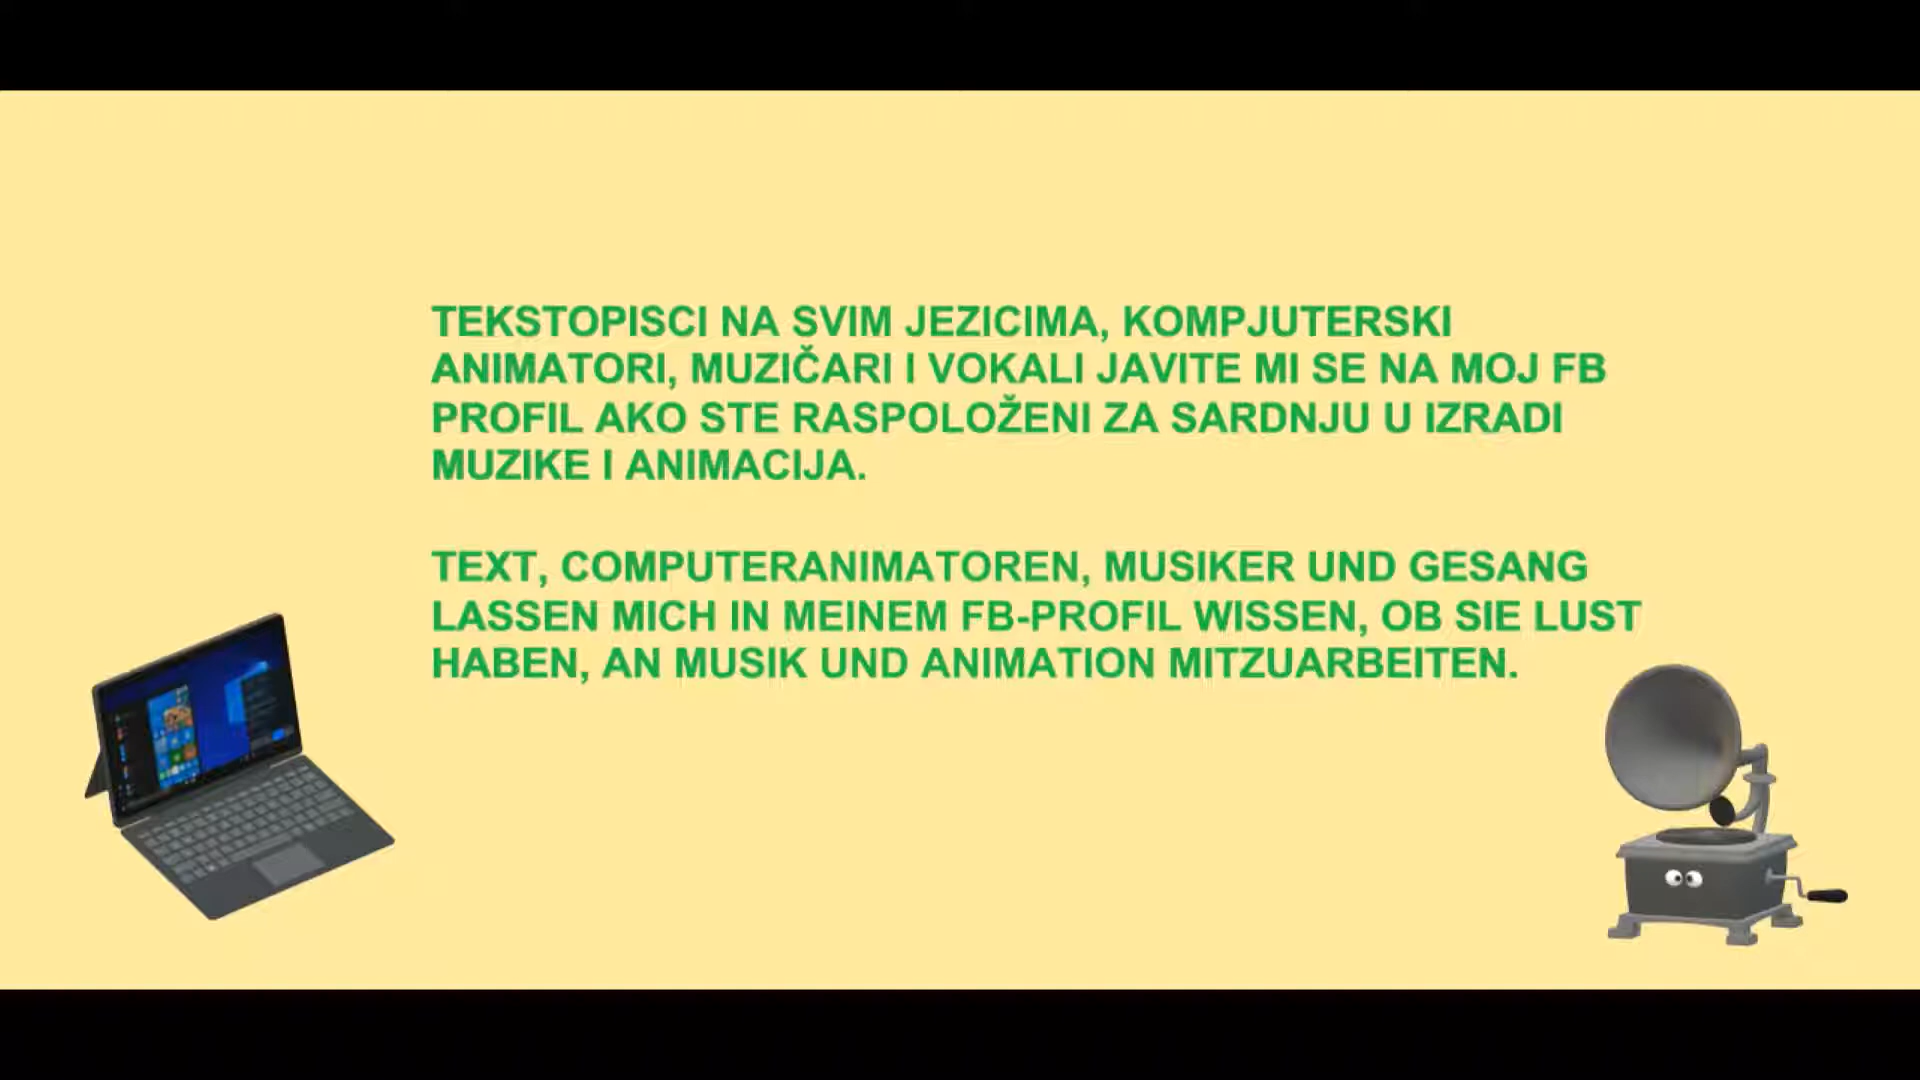 TEKSTOPISCI NA SVIM JEZICIMA, KOMPJUTERSKI
ANIMATORI, MUZIČARI I VOKALI JAVITE MI SE NA MOJ FB
PROFIL AKO STE RASPOLOŽENI ZA SARDNJU U IZRADI
MUZIKE I ANIMACIJA.
TEXT, COMPUTERANIMATOREN, MUSIKER UND GESANG
LASSEN MICH IN MEINEM FB-PROFIL WISSEN, OB SIE LUST
HABEN, AN MUSIK UND ANIMATION MITZUARBEITEN.